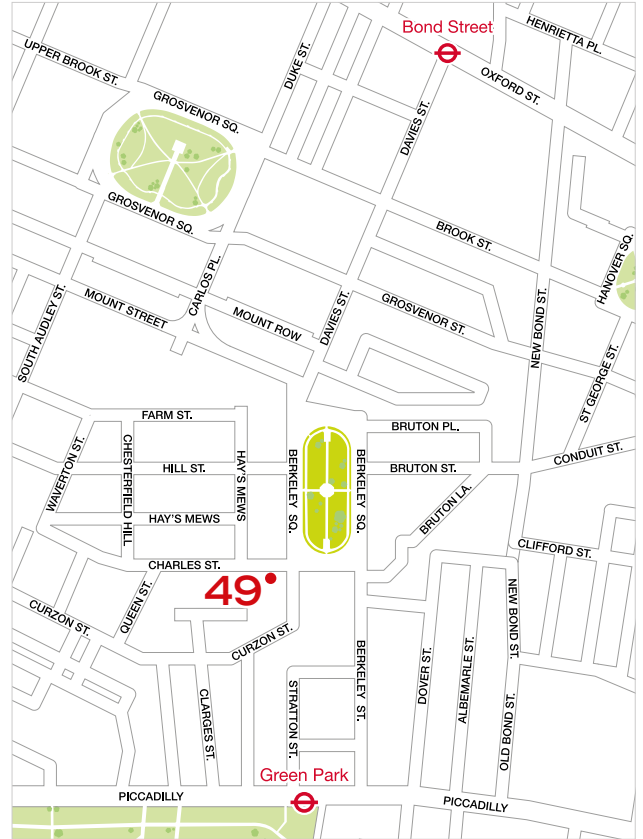 Bond Street
HENRIETTA PL.
UPPER BROOK ST.
DUKE ST.
OXFORD ST.
GROSVENOR SQ.
DAVIES ST.
GROSVENOR SQ.
BROOK ST.
HANOVER SQ.
CARLOS PL.
SOUTH AUDLEY ST.
MOUNT STREET
MOUNT ROW
DAVIES ST.
GROSVENOR ST.
NEW BOND ST.
ST GEORGE ST.
FARM ST.
BRUTON PL.
WAVERTON ST.
CHESTERFIELD HILL
HILL ST.
HAY'S MEWS
BERKELEY SQ.
BERKELEY SQ.
BRUTON ST.
CONDUIT ST.
HAY'S MEWS
BRUTON LA.
CLIFFORD ST.
CHARLES ST.
49
QUEEN ST.
CURZON ST.
CURZON ST.
NEW BOND ST.
BERKELEY ST.
DOVER ST.
ALBEMARLE ST.
CLARGES ST.
STRATTON ST.
OLD BOND ST.
Green Park
PICCADILLY
PICCADILLY